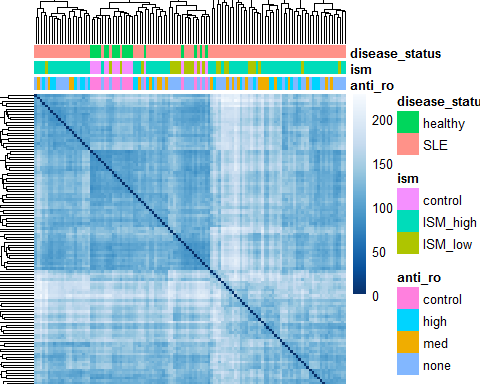 disease_status
ism
anti_ro
200
150
100
50
0
disease_statu
healthy
SLE
ism
control
ISM_high
ISM_low
anti_ro
control
high
med
none